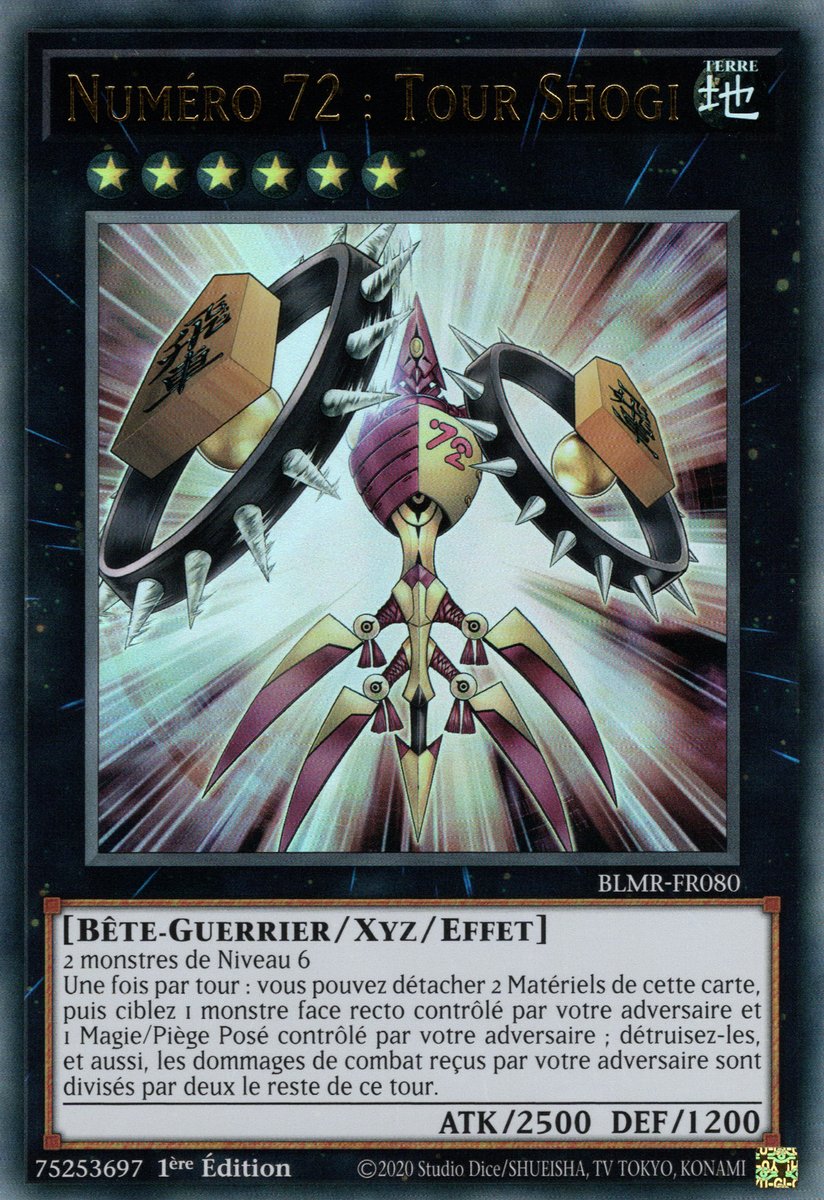 Numéro 72 : Tour Shogi
TERRE
地
72
BLMR-FR080
[Bête-Guerrier/Xyz/Effet]
2 monstres de Niveau 6
Une fois par tour : vous pouvez détacher 2 Matériels de cette carte,
puis ciblez 1 monstre face recto contrôlé par votre adversaire et
1 Magie/Piège Posé contrôlé par votre adversaire ; détruisez-les,
et aussi, les dommages de combat reçus par votre adversaire sont
divisés par deux le reste de ce tour.
ATK/2500 DEF/1200
75253697 1ère Édition
©2020 Studio Dice/SHUEISHA, TV TOKYO, KONAMI